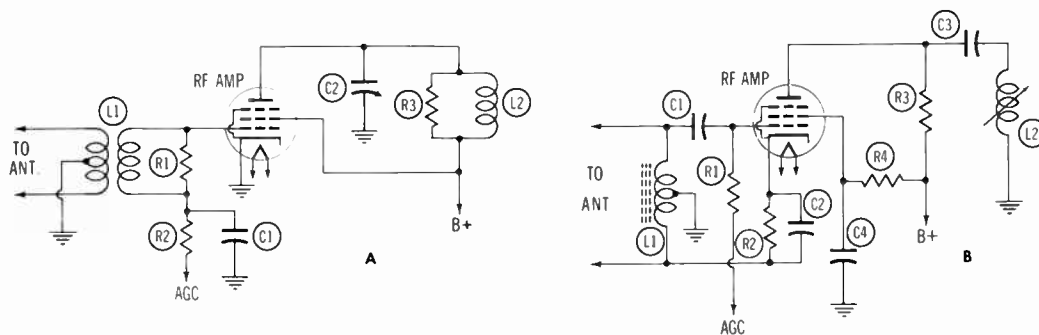 L1
TO
ANT.
R1
R2
C1
AGC
RF AMP
C2
R3
L2
B+
A
TO
ANT
L1
C1
R1
RF AMP
R2
C2
AGC
C4
R4
B+
R3
C3
L2
B